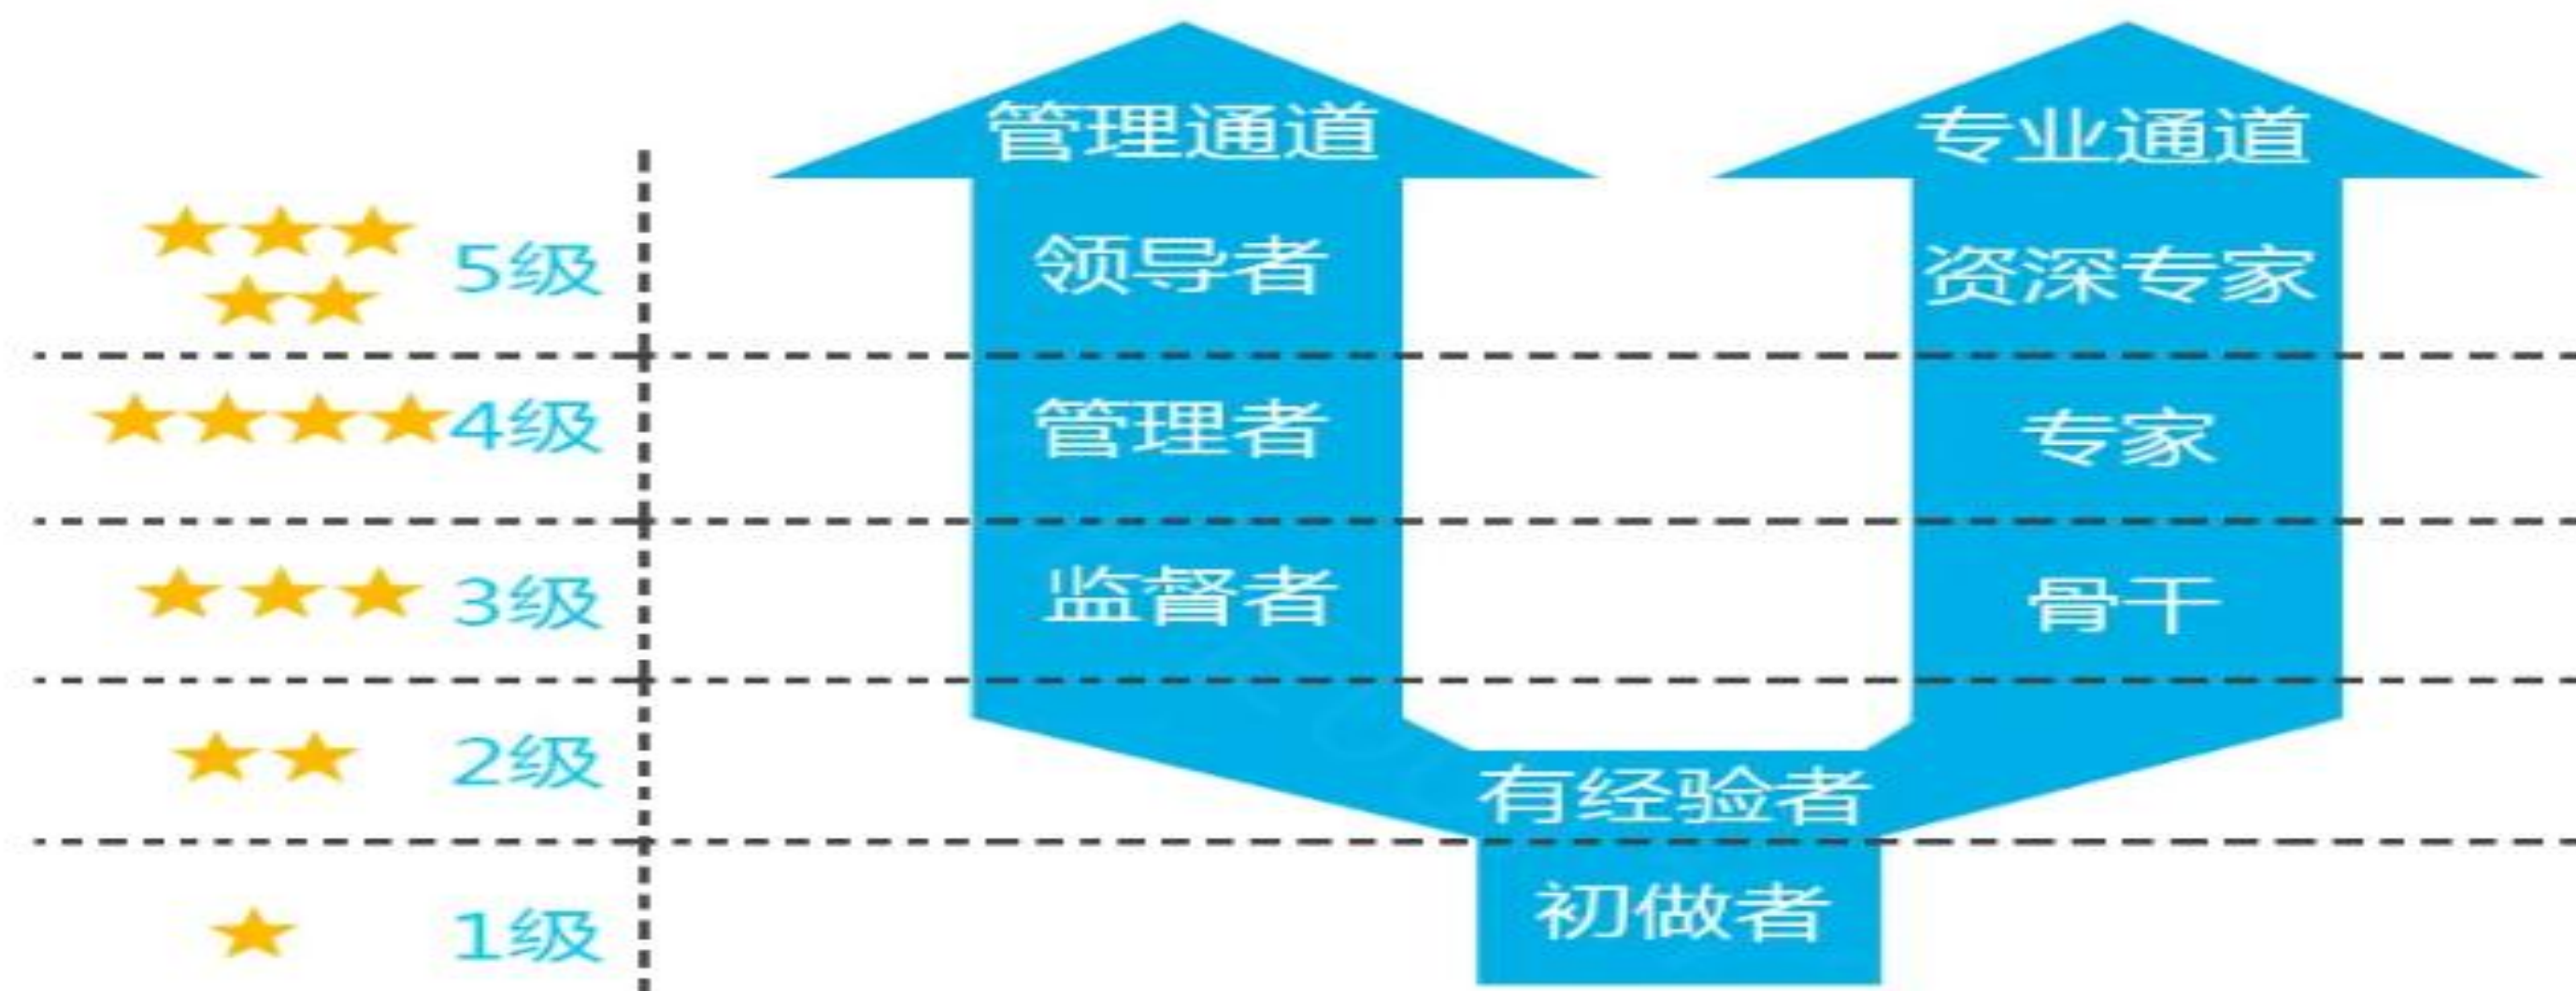 管理通道 专业通道
5级 领导者 资深专家
4级 管理者 专家
3级 监督者 骨干
2级 有经验者
1级 初做者